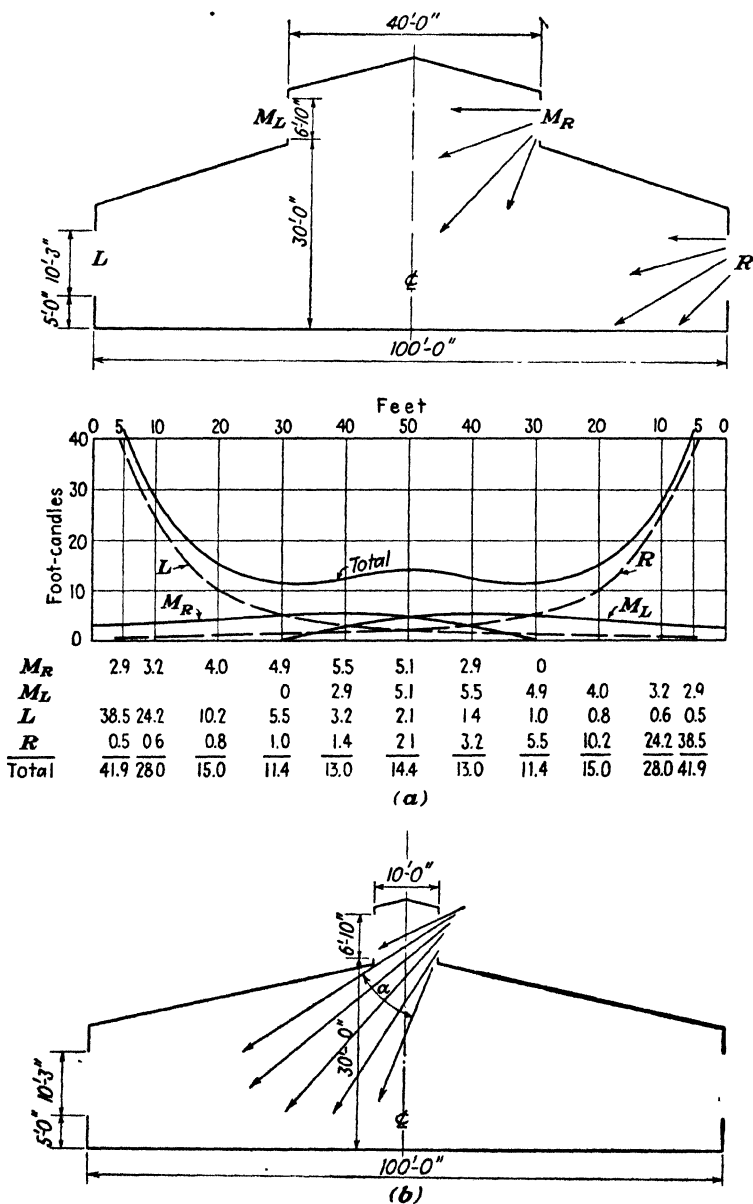 40'-0"
M_L
6'-10"
M_R
30'-0"
L
10'-3"
5'-0"
℄
R
100'-0"
Feet
0 5 10 20 30 40 50 40 30 20 10 5 0
40
30
20
10
0
Foot-candles
L
Total
R
M_R
M_L
M_R 2.9 3.2 4.0 4.9 5.5 5.1 2.9 0
M_L 0 2.9 5.1 5.5 4.9 4.0 3.2 2.9
L 38.5 24.2 10.2 5.5 3.2 2.1 1 4 1.0 0.8 0.6 0.5
R 0.5 0 6 0.8 1.0 1.4 2 1 3.2 5.5 10.2 24.2 38.5
Total 41.9 28 0 15.0 11.4 13.0 14.4 13.0 11.4 15.0 28.0 41.9
(a)
10'-0"
6'-10"
α
30'-0"
10'-3"
5'-0"
℄
100'-0"
(b)